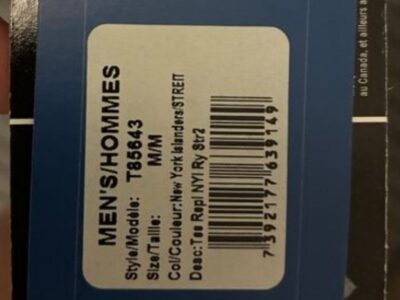 MEN'S/HOMMES
Style/Modèle: T85643
Size/Taille: M/M
Col/Couleur:New York Islanders/STREIT
Desc:Tee Repl NYI Ry Str2
7 392177 639149
au Canada, et ailleurs a